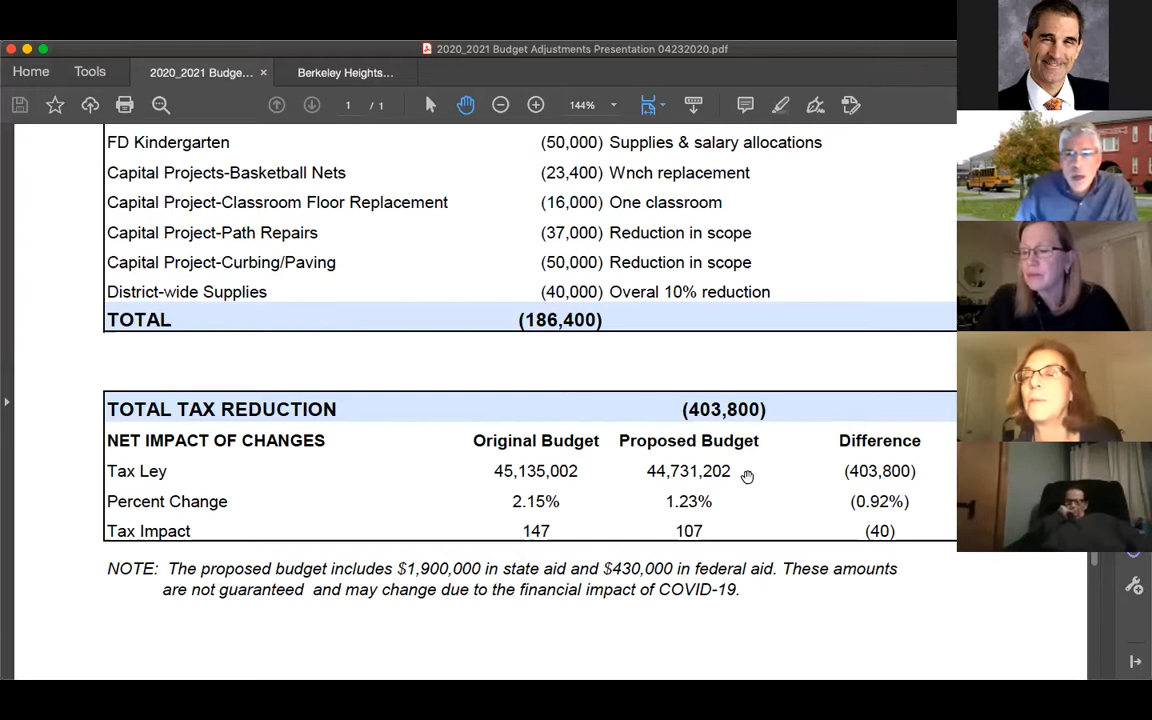 2020_2021 Budget Adjustments Presentation 04232020.pdf
Home Tools 2020_2021 Budge... × Berkeley Heights...
1 / 1 144%
FD Kindergarten (50,000) Supplies & salary allocations
Capital Projects-Basketball Nets (23,400) Wnch replacement
Capital Project-Classroom Floor Replacement (16,000) One classroom
Capital Project-Path Repairs (37,000) Reduction in scope
Capital Project-Curbing/Paving (50,000) Reduction in scope
District-wide Supplies (40,000) Overal 10% reduction
TOTAL (186,400)
TOTAL TAX REDUCTION (403,800)
NET IMPACT OF CHANGES Original Budget Proposed Budget Difference
Tax Ley 45,135,002 44,731,202 (403,800)
Percent Change 2.15% 1.23% (0.92%)
Tax Impact 147 107 (40)
NOTE: The proposed budget includes $1,900,000 in state aid and $430,000 in federal aid. These amounts
are not guaranteed and may change due to the financial impact of COVID-19.